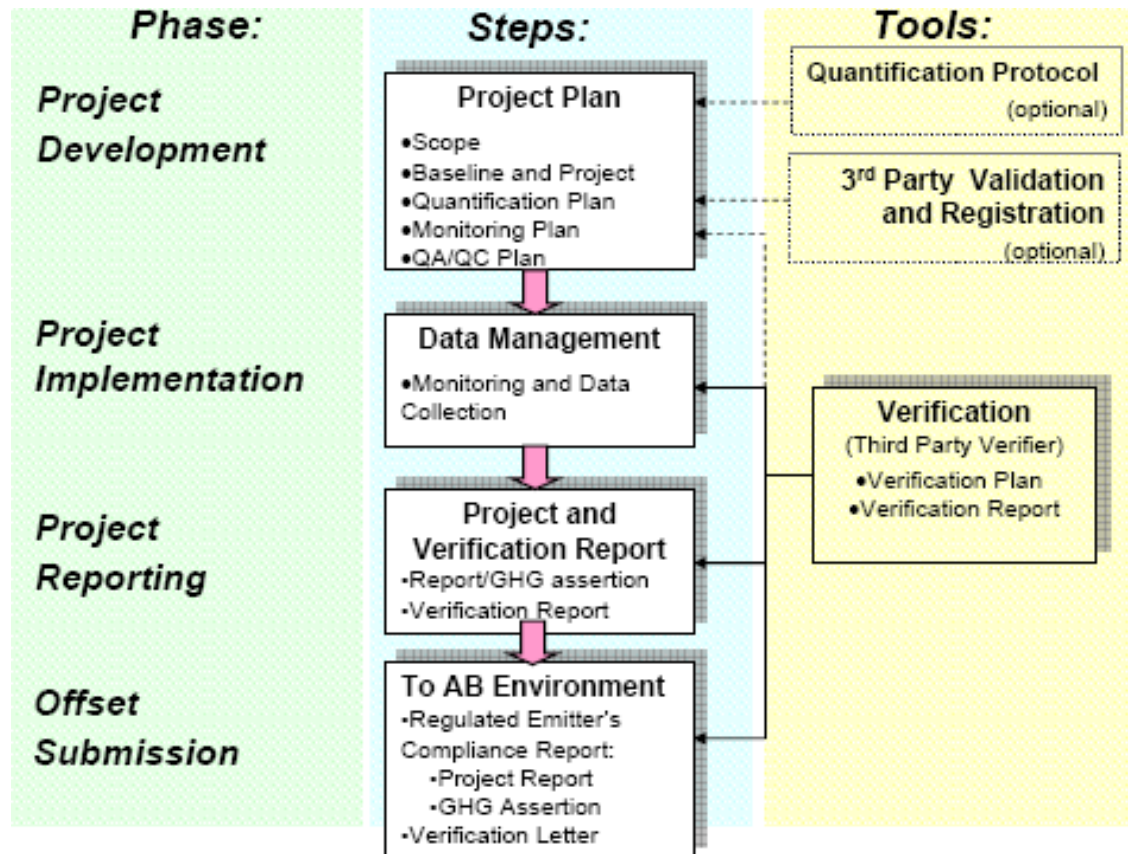 Phase:
Steps:
Tools:
Project
Development
Project Plan
●Scope
●Baseline and Project
●Quantification Plan
●Monitoring Plan
●QA/QC Plan
Quantification Protocol
(optional)
3rd Party Validation
and Registration
(optional)
Project
Implementation
Data Management
●Monitoring and Data
Collection
Verification
(Third Party Verifier)
●Verification Plan
●Verification Report
Project
Reporting
Project and
Verification Report
•Report/GHG assertion
•Verification Report
Offset
Submission
To AB Environment
•Regulated Emitter's
Compliance Report:
•Project Report
•GHG Assertion
•Verification Letter